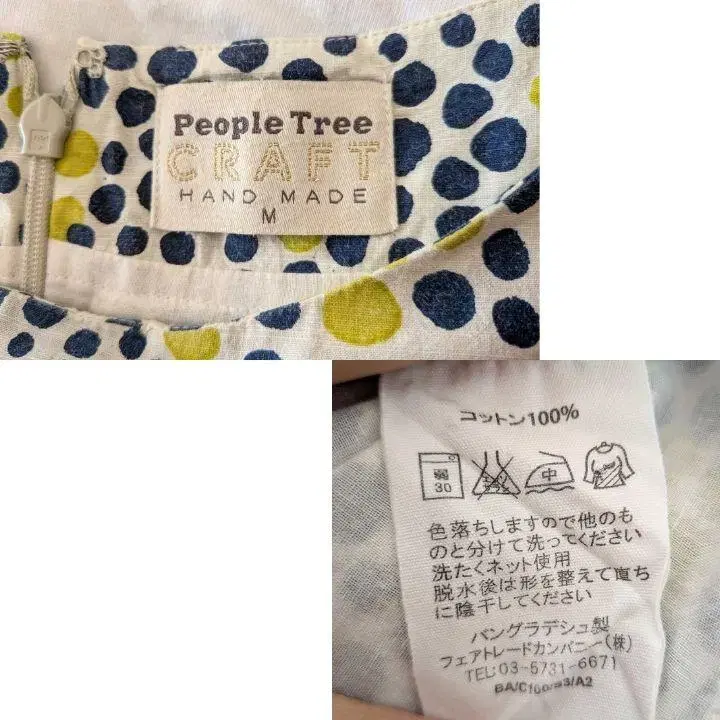 People Tree
CRAFT
HAND MADE
M
コットン100%
弱
30
中
色落ちしますので他のも
のと分けて洗ってください
洗たくネット使用
脱水後は形を整えて直ち
に陰干してください
バングラデシュ製
フェアトレードカンパニー(株)
TEL:03-5731-6671